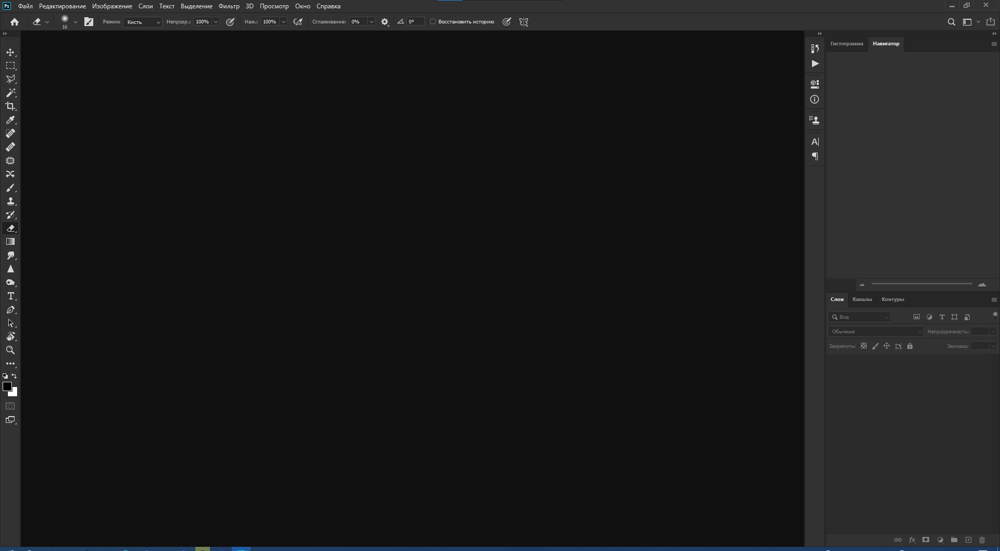 Ps Файл Редактирование Изображение Слои Текст Выделение Фильтр 3D Просмотр Окно Справка
16 Режим: Кисть Непрозр.: 100% Наж.: 100% Сглаживание: 0% 0° Восстановить историю
Гистограмма Навигатор
Слои Каналы Контуры
Вид
Обычные Непрозрачность:
Закрепить: Заливка:
fx